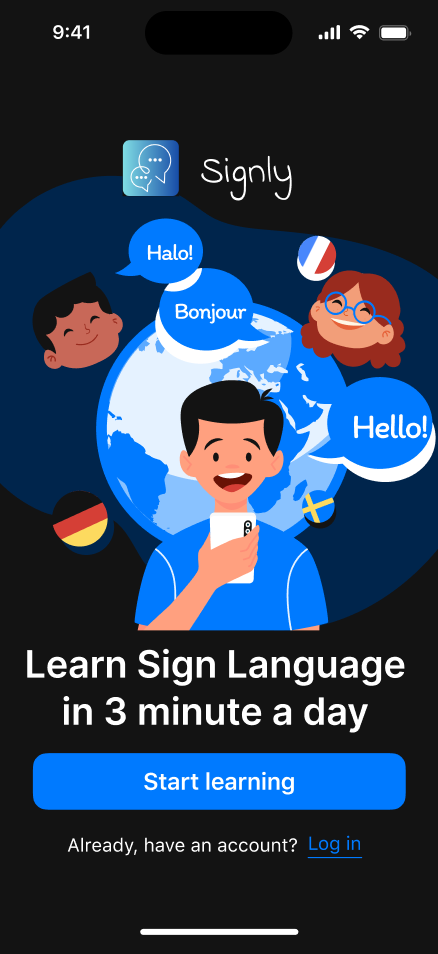 9:41
Signly
Halo!
Bonjour
Hello!
Learn Sign Language
in 3 minute a day
Start learning
Already, have an account? Log in